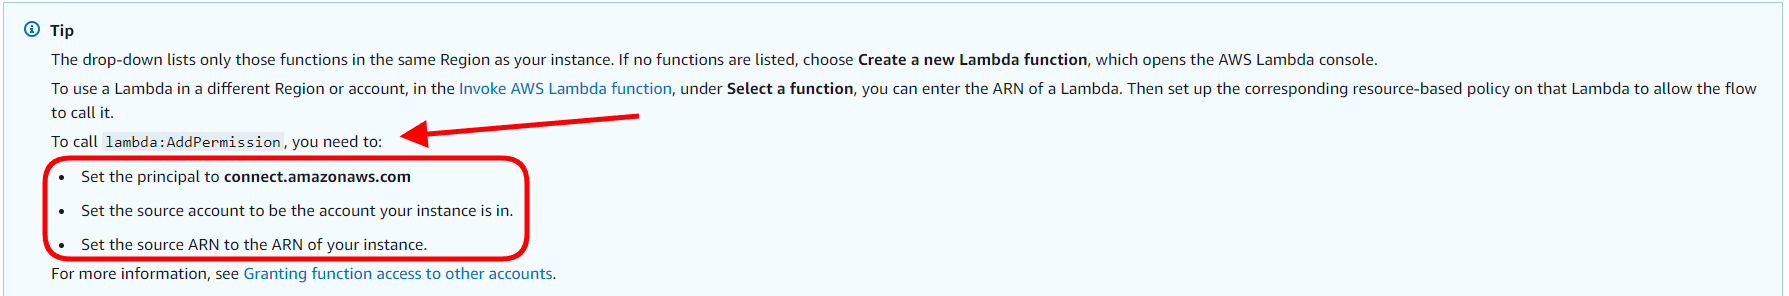 Tip
The drop-down lists only those functions in the same Region as your instance. If no functions are listed, choose Create a new Lambda function, which opens the AWS Lambda console.
To use a Lambda in a different Region or account, in the Invoke AWS Lambda function, under Select a function, you can enter the ARN of a Lambda. Then set up the corresponding resource-based policy on that Lambda to allow the flow
to call it.
To call lambda:AddPermission, you need to:
• Set the principal to connect.amazonaws.com
• Set the source account to be the account your instance is in.
• Set the source ARN to the ARN of your instance.
For more information, see Granting function access to other accounts.